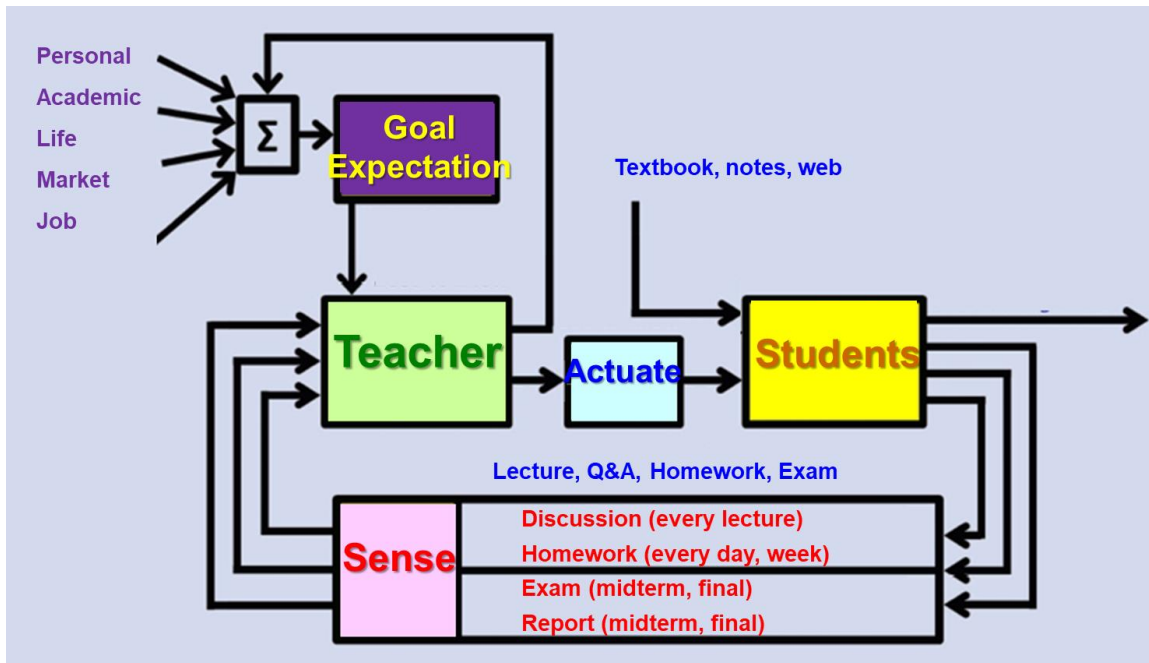 Personal
Academic
Life
Market
Job
Σ
Goal
Expectation
Textbook, notes, web
Teacher
Actuate
Students
Lecture, Q&A, Homework, Exam
Sense
Discussion (every lecture)
Homework (every day, week)
Exam (midterm, final)
Report (midterm, final)